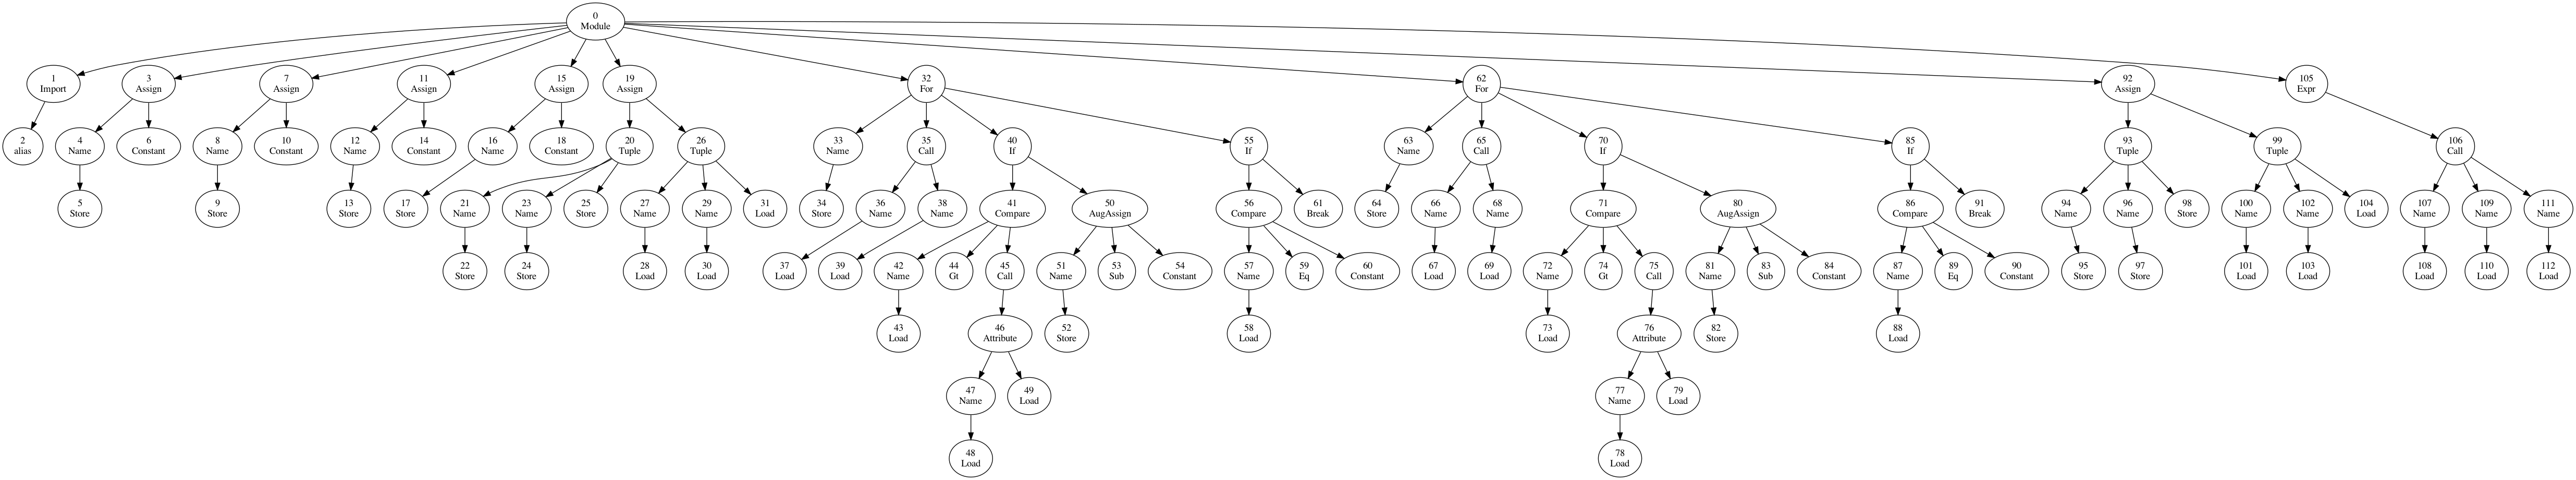 0
Module
1
Import
3
Assign
7
Assign
11
Assign
15
Assign
19
Assign
32
For
62
For
92
Assign
105
Expr
2
alias
4
Name
6
Constant
8
Name
10
Constant
12
Name
14
Constant
16
Name
18
Constant
20
Tuple
26
Tuple
33
Name
35
Call
40
If
55
If
63
Name
65
Call
70
If
85
If
93
Tuple
99
Tuple
106
Call
5
Store
9
Store
13
Store
17
Store
21
Name
23
Name
25
Store
27
Name
29
Name
31
Load
34
Store
36
Name
38
Name
41
Compare
50
AugAssign
56
Compare
61
Break
64
Store
66
Name
68
Name
71
Compare
80
AugAssign
86
Compare
91
Break
94
Name
96
Name
98
Store
100
Name
102
Name
104
Load
107
Name
109
Name
111
Name
22
Store
24
Store
28
Load
30
Load
37
Load
39
Load
42
Name
44
Gt
45
Call
51
Name
53
Sub
54
Constant
57
Name
59
Eq
60
Constant
67
Load
69
Load
72
Name
74
Gt
75
Call
81
Name
83
Sub
84
Constant
87
Name
89
Eq
90
Constant
95
Store
97
Store
101
Load
103
Load
108
Load
110
Load
112
Load
43
Load
46
Attribute
52
Store
58
Load
73
Load
76
Attribute
82
Store
88
Load
47
Name
49
Load
77
Name
79
Load
48
Load
78
Load